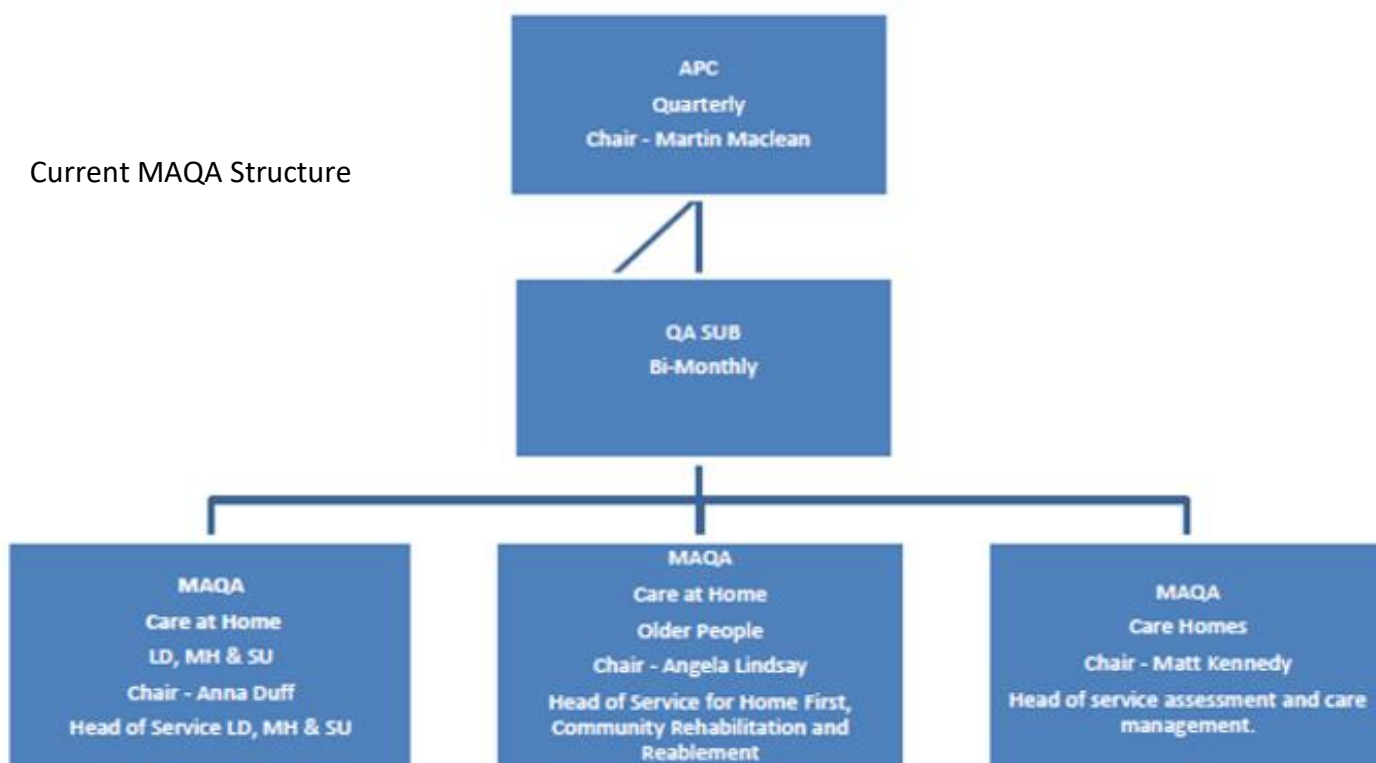 APC
Quarterly
Chair - Martin Maclean
Current MAQA Structure
QA SUB
Bi-Monthly
MAQA
Care at Home
LD, MH & SU
Chair - Anna Duff
Head of Service LD, MH & SU
MAQA
Care at Home
Older People
Chair - Angela Lindsay
Head of Service for Home First,
Community Rehabilitation and
Reablement
MAQA
Care Homes
Chair - Matt Kennedy
Head of service assessment and care
management.